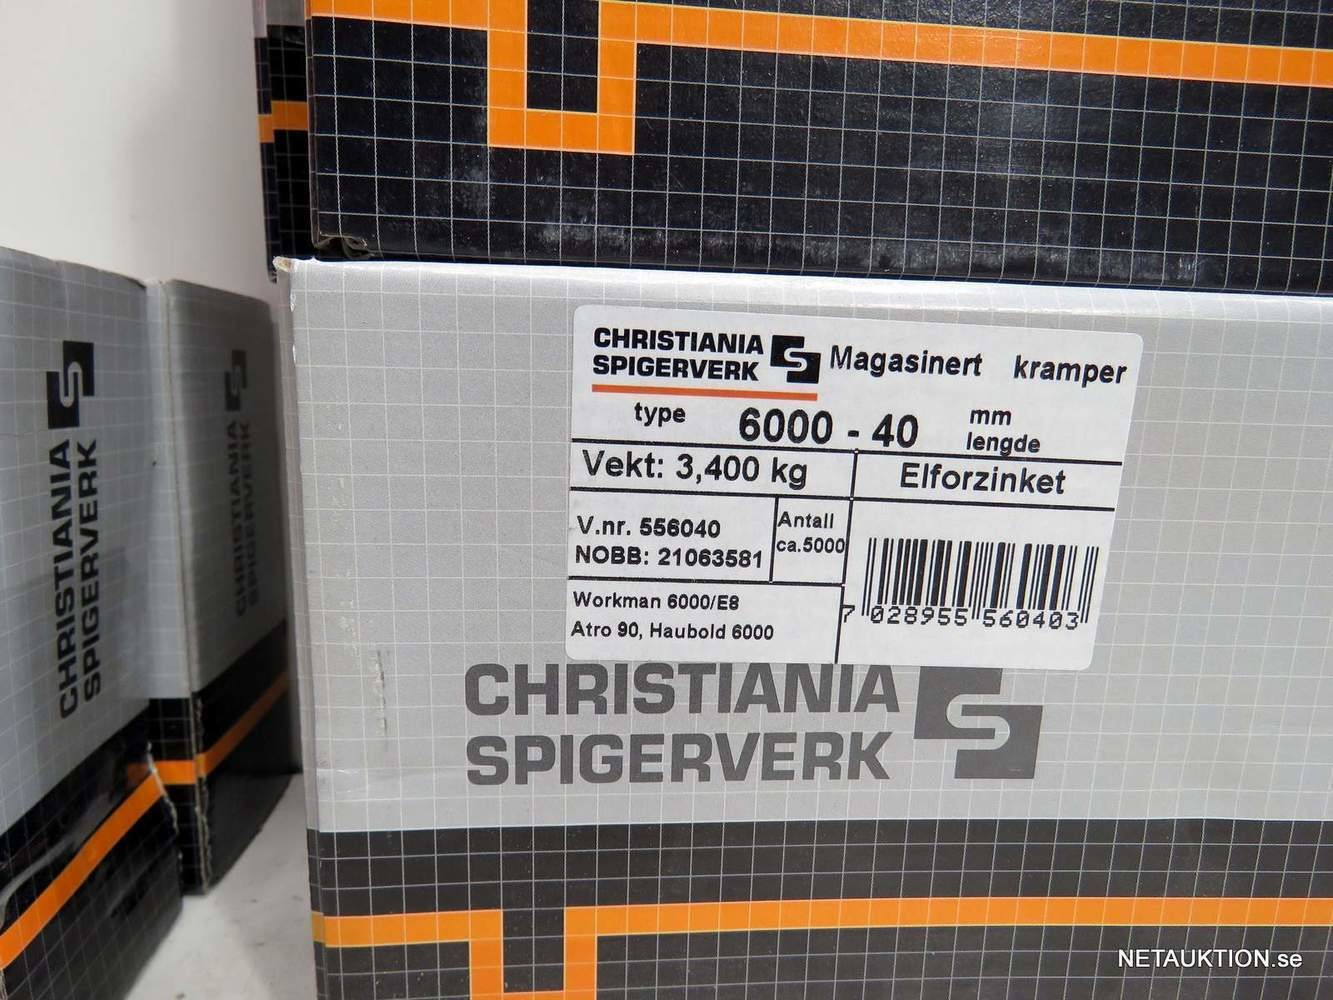 CHRISTIANIA
SPIGERVERK
Magasinert kramper
type 6000 - 40 mm
lengde
Vekt: 3,400 kg
Elforzinket
V.nr. 556040
NOBB: 21063581
Antall
ca.5000
Workman 6000/E8
Atro 90, Haubold 6000
7 028955 560403
CHRISTIANIA
SPIGERVERK
CHRISTIANIA
SPIGERVERK
CHRISTIANIA
SPIGERVERK
NETAUKTION.se